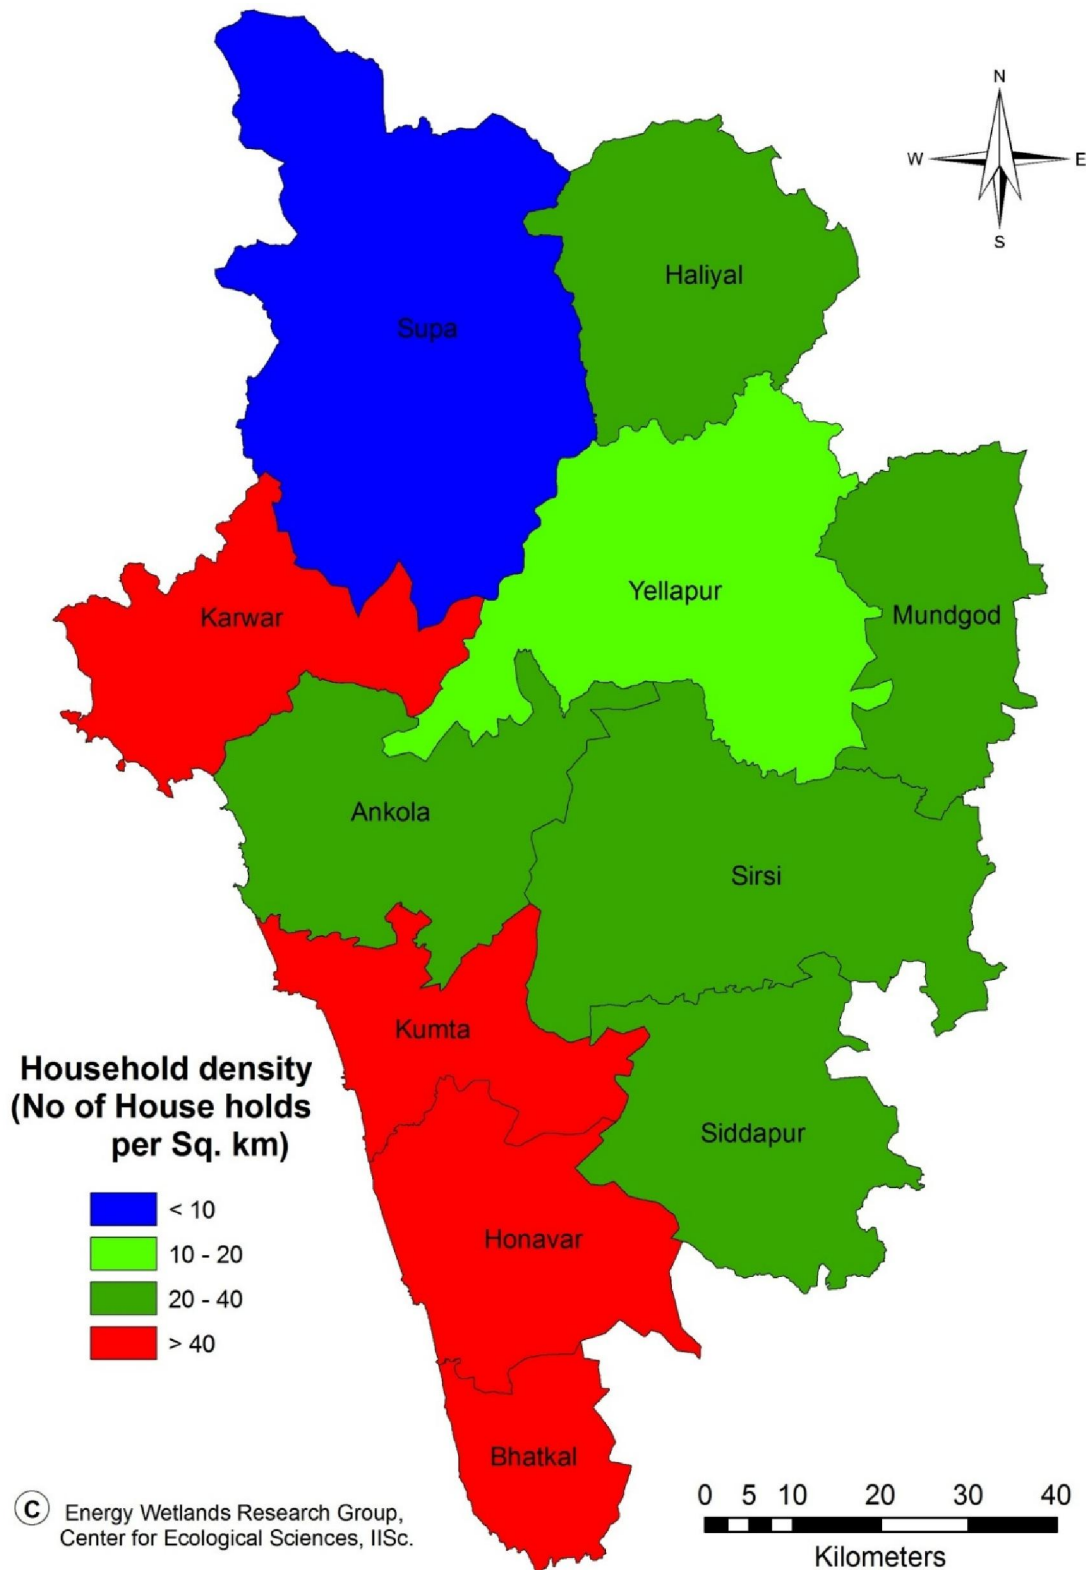 N
W E
S
Haliyal
Supa
Yellapur
Karwar
Mundgod
Ankola
Sirsi
Kumta
Siddapur
Honavar
Bhatkal
Household density
(No of House holds
per Sq. km)
< 10
10 - 20
20 - 40
> 40
C Energy Wetlands Research Group,
Center for Ecological Sciences, IISc.
0 5 10 20 30 40
Kilometers